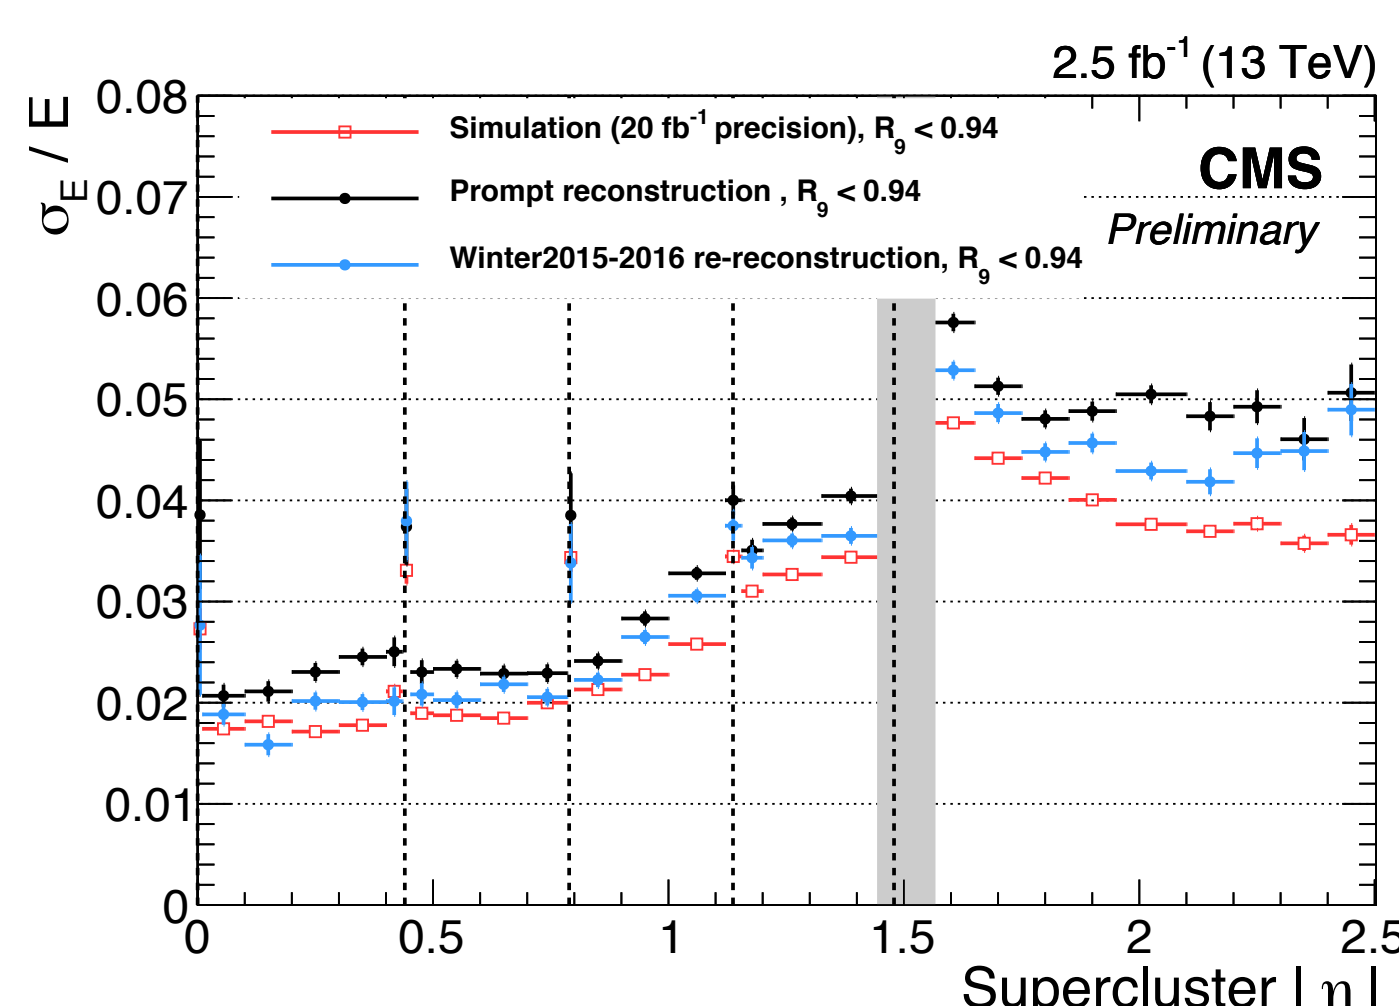 2.5 fb⁻¹ (13 TeV)
σ_E / E
0.08
0.07
0.06
0.05
0.04
0.03
0.02
0.01
0
Simulation (20 fb⁻¹ precision), R₉ < 0.94
Prompt reconstruction , R₉ < 0.94
Winter2015-2016 re-reconstruction, R₉ < 0.94
CMS
Preliminary
0 0.5 1 1.5 2 2.5
Supercluster | η |